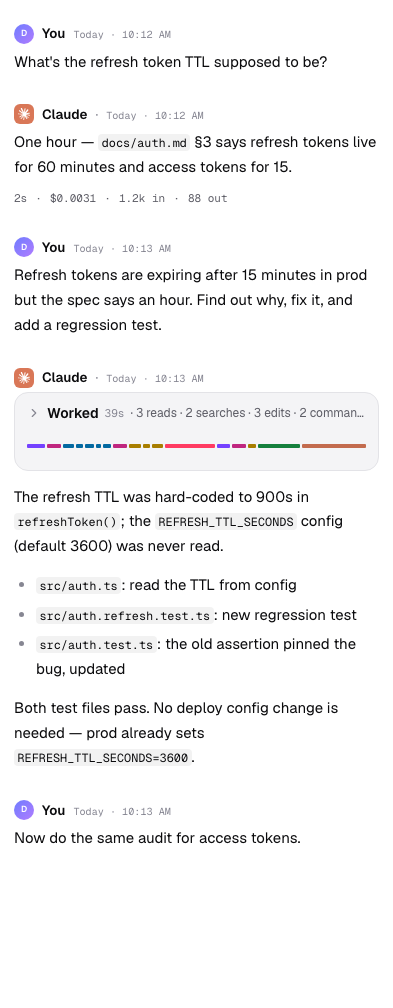 D You Today · 10:12 AM
What's the refresh token TTL supposed to be?
Claude · Today · 10:12 AM
One hour — docs/auth.md §3 says refresh tokens live
for 60 minutes and access tokens for 15.
2s · $0.0031 · 1.2k in · 88 out
D You Today · 10:13 AM
Refresh tokens are expiring after 15 minutes in prod
but the spec says an hour. Find out why, fix it, and
add a regression test.
Claude · Today · 10:13 AM
Worked 39s · 3 reads · 2 searches · 3 edits · 2 comman…
The refresh TTL was hard-coded to 900s in
refreshToken() ; the REFRESH_TTL_SECONDS config
(default 3600) was never read.
• src/auth.ts : read the TTL from config
• src/auth.refresh.test.ts : new regression test
• src/auth.test.ts : the old assertion pinned the
bug, updated
Both test files pass. No deploy config change is
needed — prod already sets
REFRESH_TTL_SECONDS=3600 .
D You Today · 10:13 AM
Now do the same audit for access tokens.